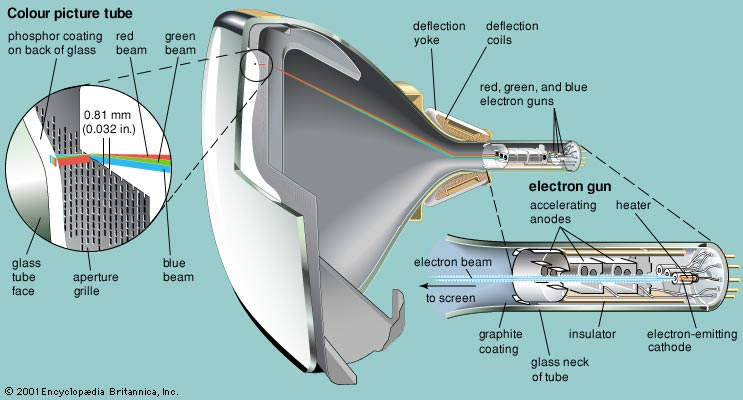 Colour picture tube
phosphor coating
on back of glass
red
beam
green
beam
0.81 mm
(0.032 in.)
glass
tube
face
aperture
grille
blue
beam
deflection
yoke
deflection
coils
red, green, and blue
electron guns
electron gun
accelerating
anodes
heater
electron beam
to screen
graphite
coating
glass neck
of tube
insulator
electron-emitting
cathode
© 2001 Encyclopædia Britannica, Inc.